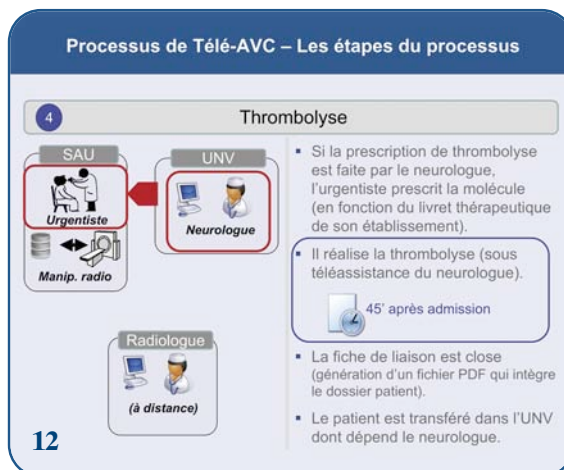 Processus de Télé-AVC – Les étapes du processus
4
Thrombolyse
SAU
Urgentiste
Manip. radio
UNV
Neurologue
Radiologue
(à distance)
▪ Si la prescription de thrombolyse
est faite par le neurologue,
l'urgentiste prescrit la molécule
(en fonction du livret thérapeutique
de son établissement).
▪ Il réalise la thrombolyse (sous
téléassistance du neurologue).
45' après admission
▪ La fiche de liaison est close
(génération d'un fichier PDF qui intègre
le dossier patient).
▪ Le patient est transféré dans l'UNV
dont dépend le neurologue.
12